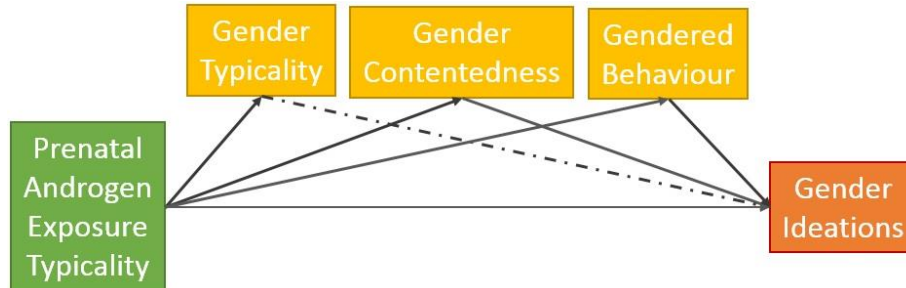 Gender
Typicality
Gender
Contentedness
Gendered
Behaviour
Prenatal
Androgen
Exposure
Typicality
Gender
Ideations